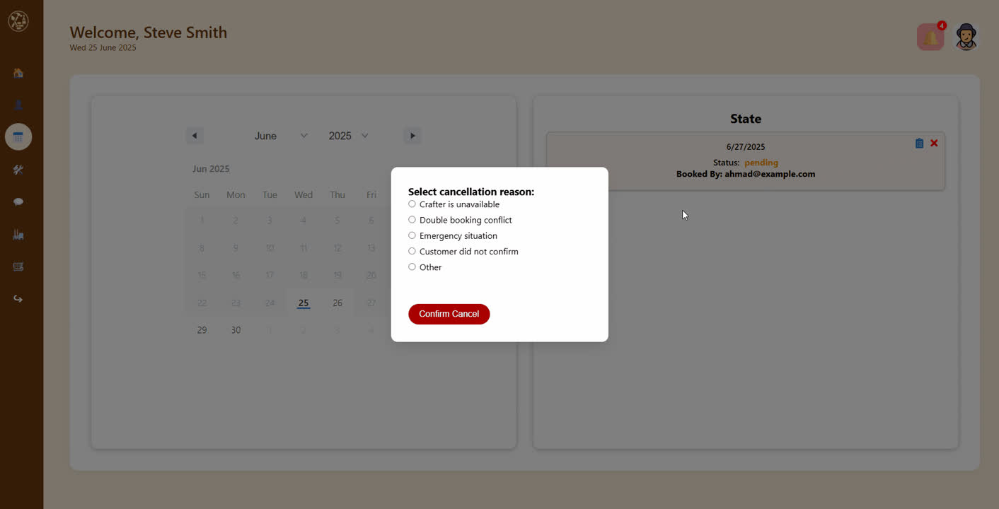 Welcome, Steve Smith
Wed 25 June 2025
4
June 2025
Jun 2025
Sun Mon Tue Wed Thu Fri
1 2 3 4 5 6
8 9 10 11 12 13
15 16 17 18 19 20
22 23 24 25 26 27
29 30 1 2 3 4
Select cancellation reason:
Crafter is unavailable
Double booking conflict
Emergency situation
Customer did not confirm
Other
Confirm Cancel
State
6/27/2025
Status: pending
Booked By: ahmad@example.com